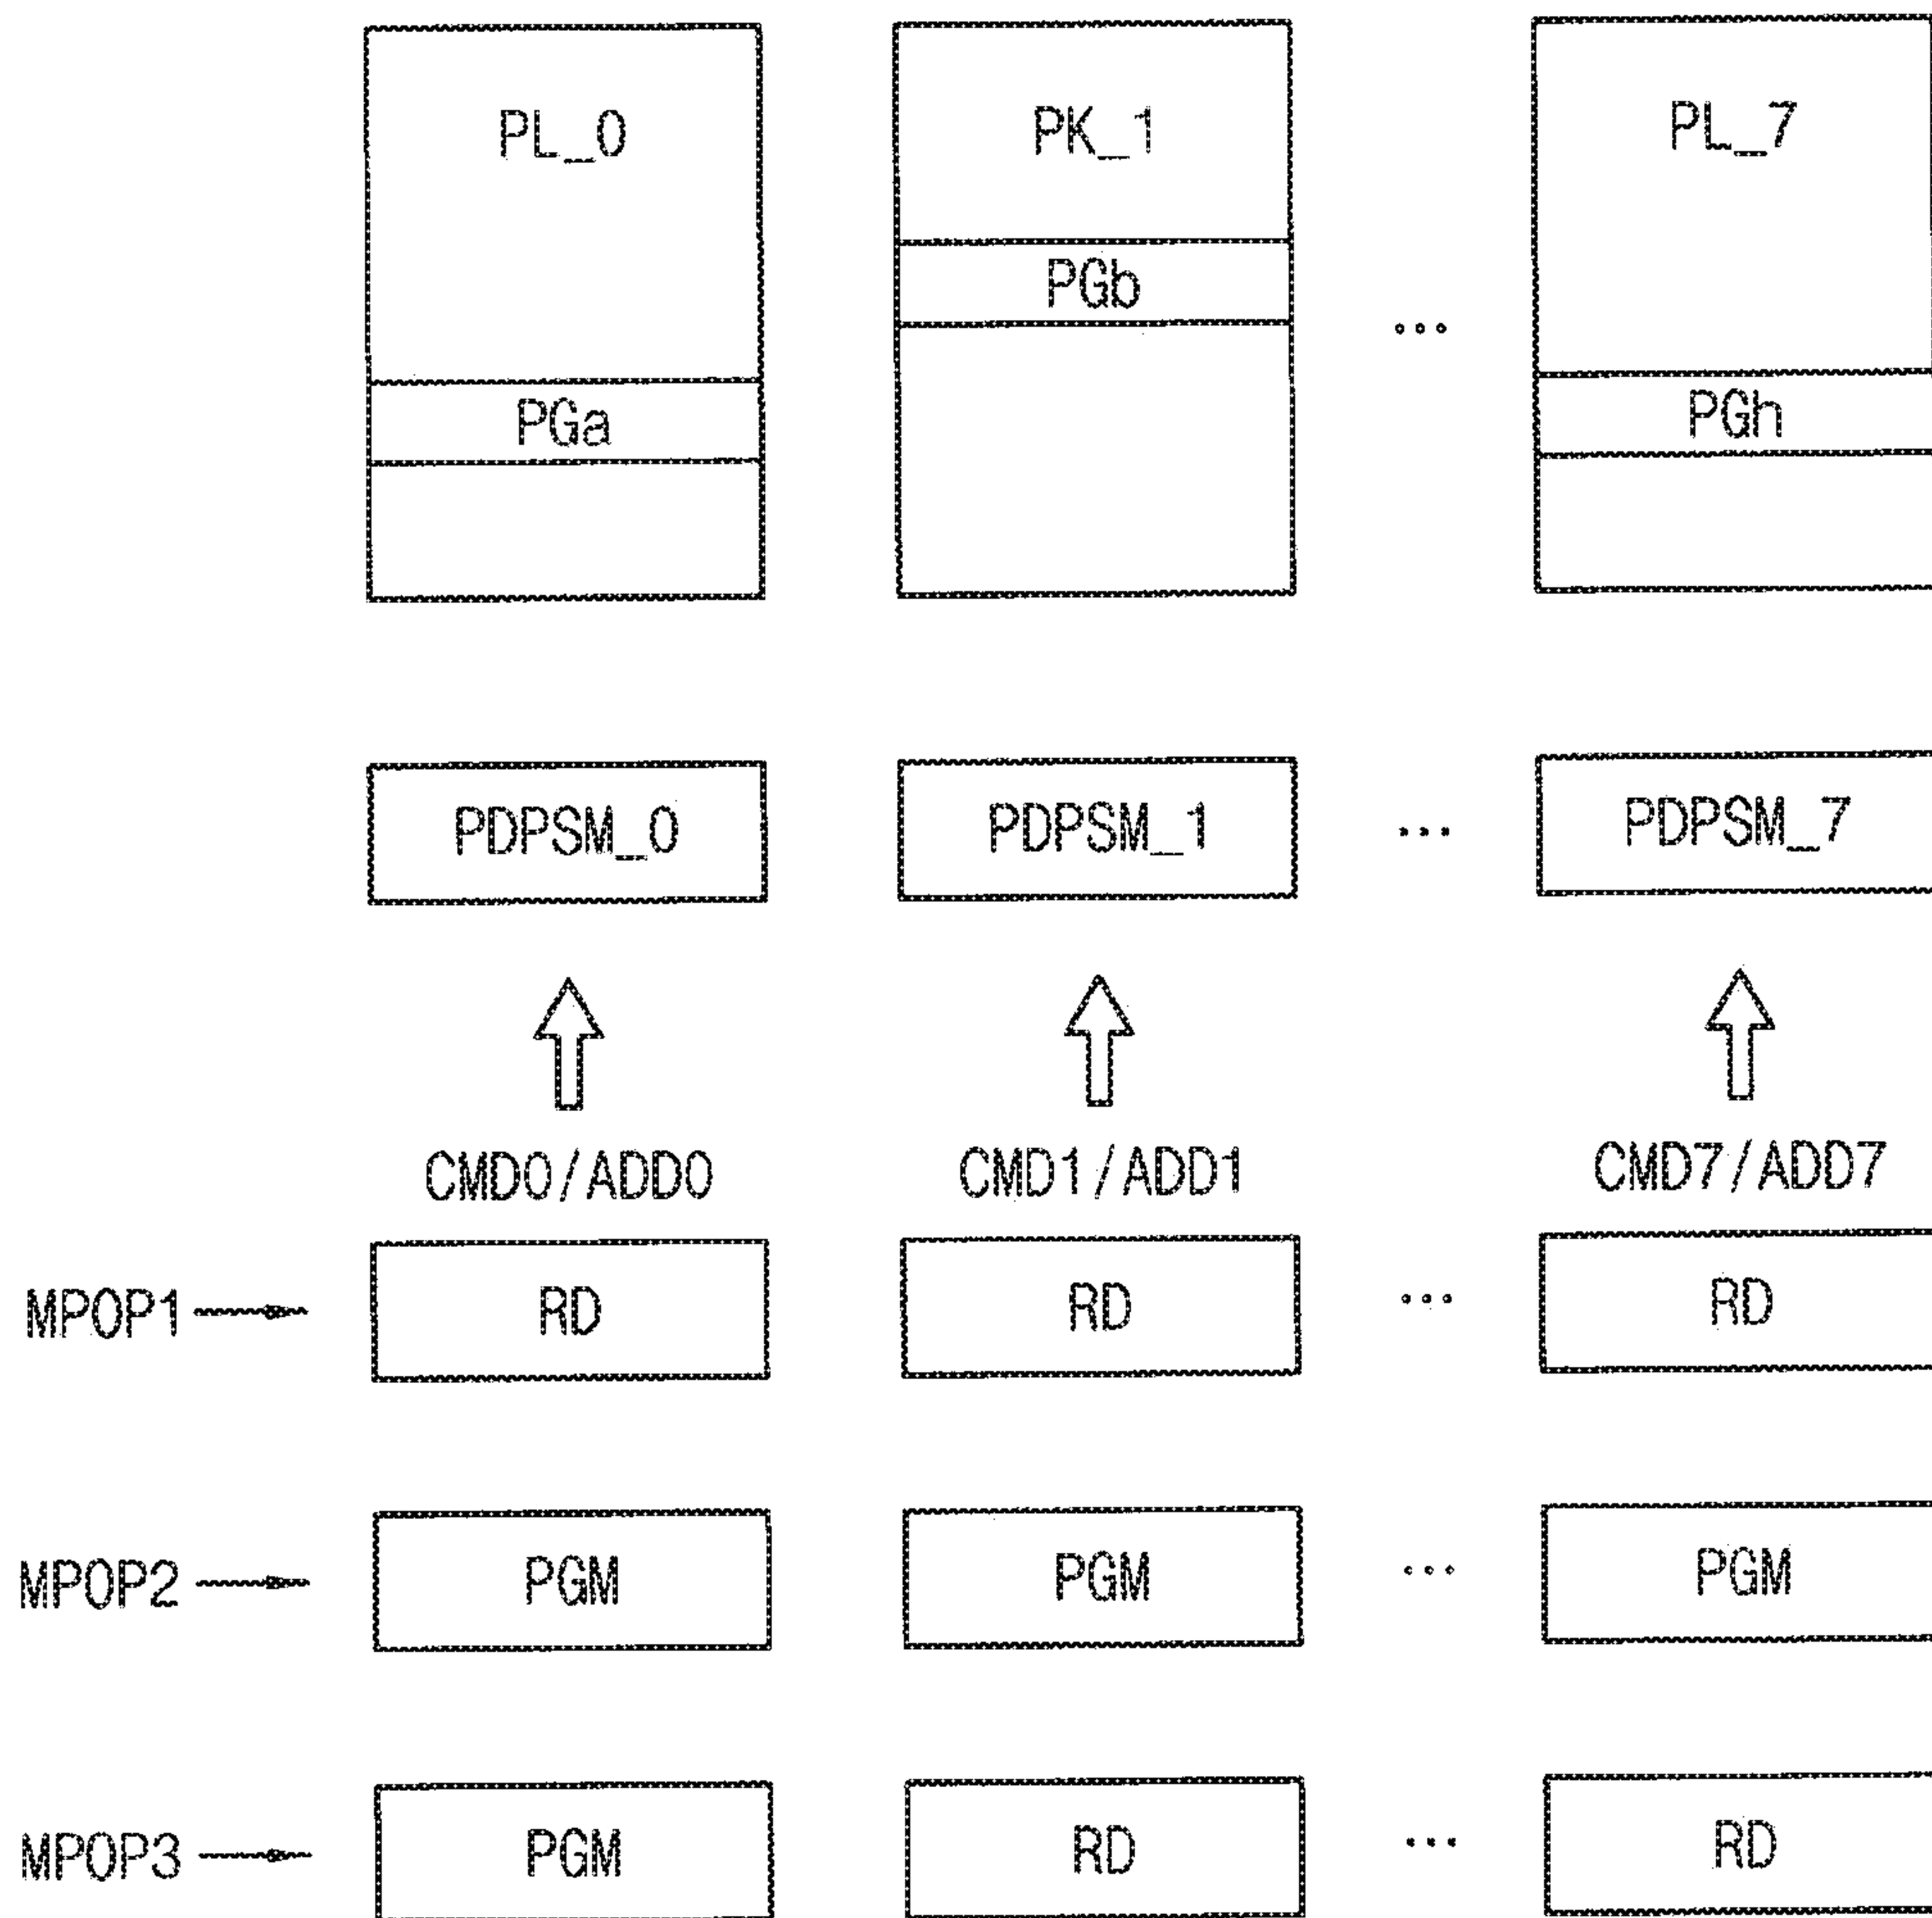 PL_0 PK_1 PL_7
PGb
...
PGa PGh
PDPSM_0 PDPSM_1 ... PDPSM_7
CMD0/ADD0 CMD1/ADD1 CMD7/ADD7
MPOP1 RD RD ... RD
MPOP2 PGM PGM ... PGM
MPOP3 PGM RD ... RD